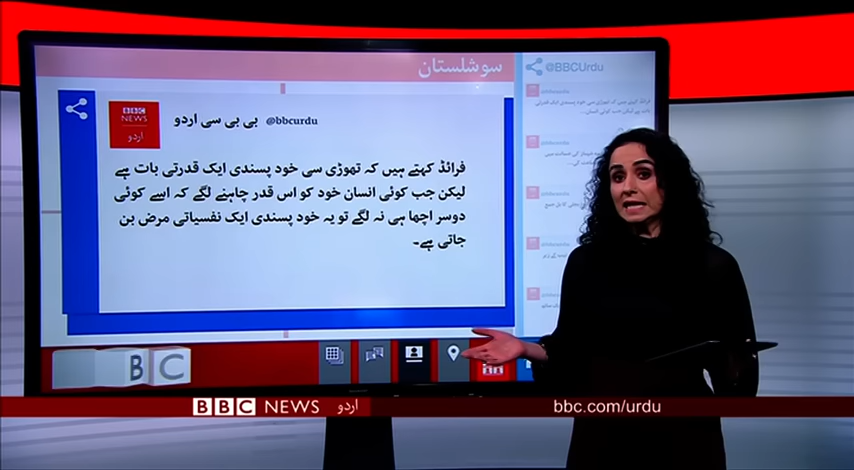 سوشلستان
@BBCUrdu
BBC
NEWS
اردو
بی بی سی اردو @bbcurdu
فرائڈ کہتے ہیں کہ تھوڑی سی خود پسندی ایک قدرتی بات ہے
لیکن جب کوئی انسان خود کو اس قدر چاہنے لگے کہ اسے کوئی
دوسر اچھا ہی نہ لگے تو یہ خود پسندی ایک نفسیاتی مرض بن
جاتی ہے۔
BC
BBC NEWS اردو
bbc.com/urdu